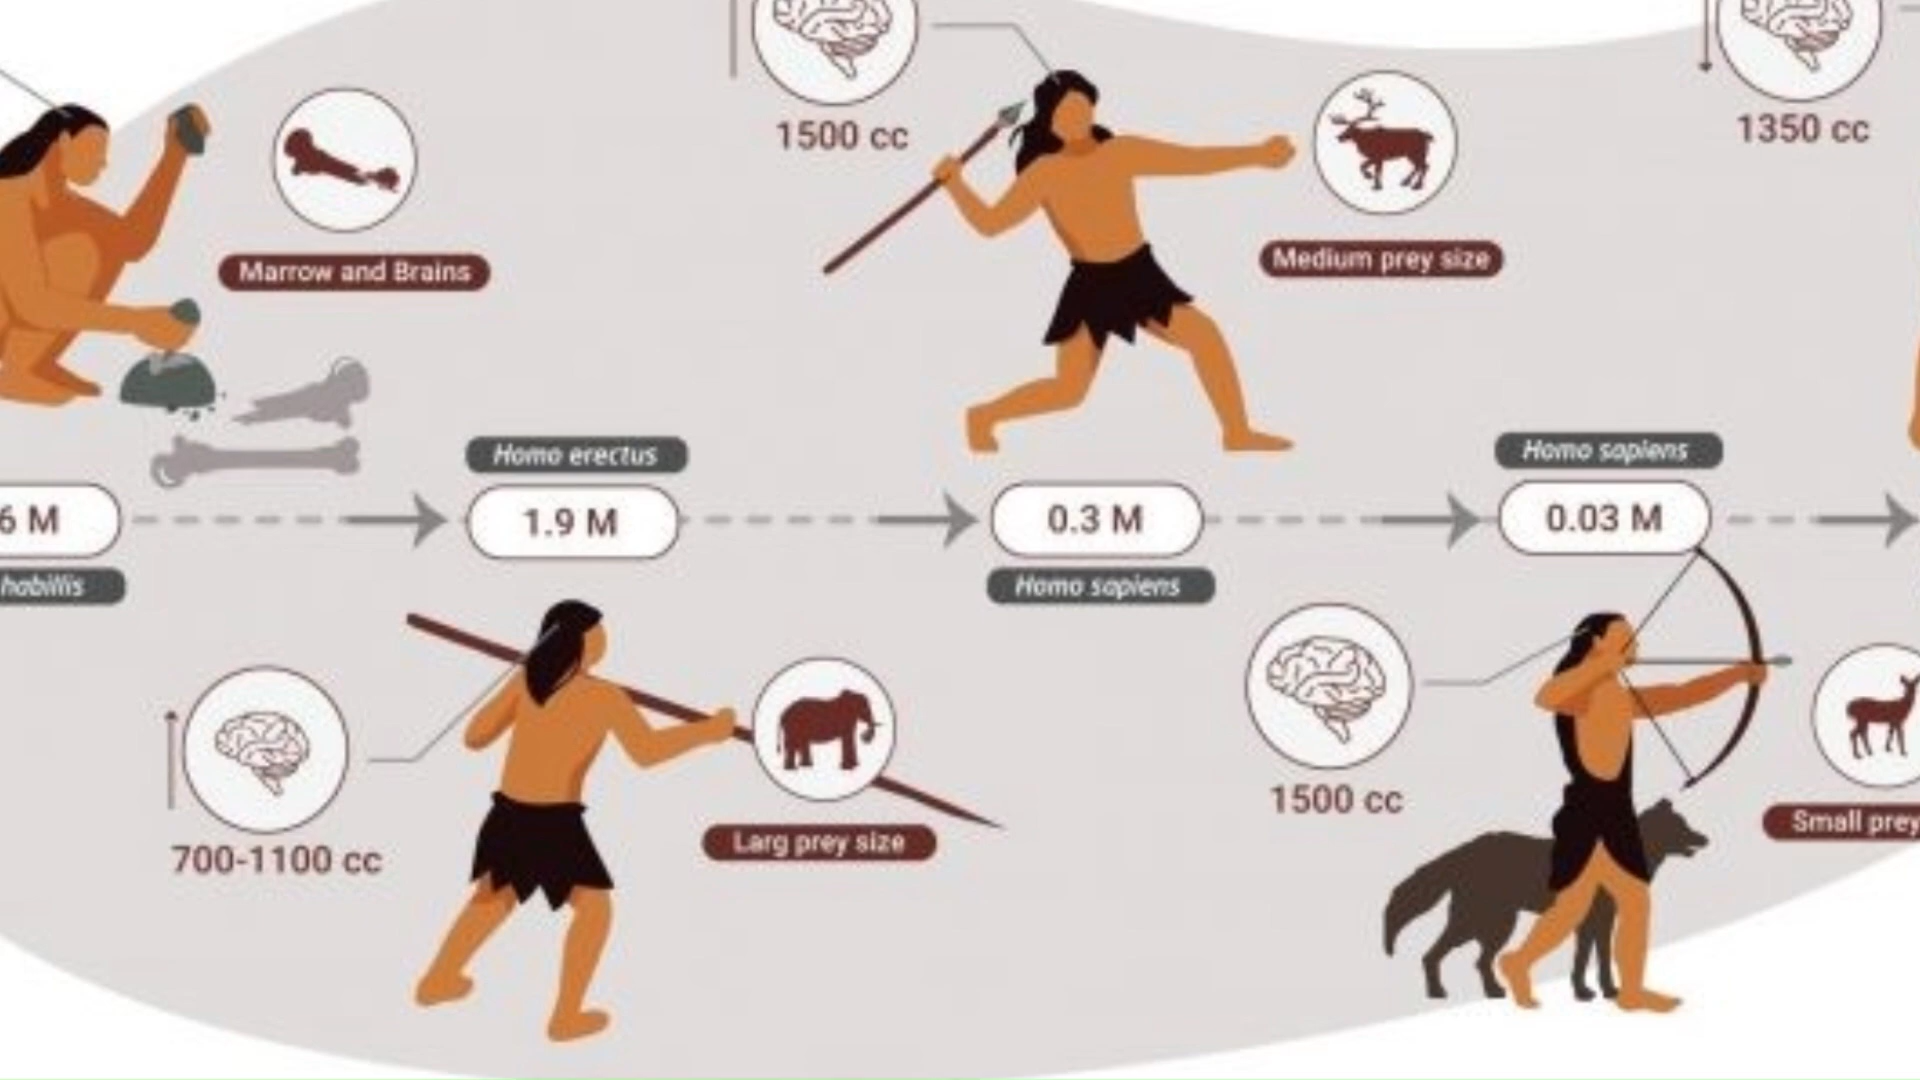 1500 cc
1350 cc
Marrow and Brains
Medium prey size
Homo erectus
Homo sapiens
6 M
1.9 M
0.3 M
0.03 M
habillis
Homo sapiens
1500 cc
700-1100 cc
Larg prey size
Small prey